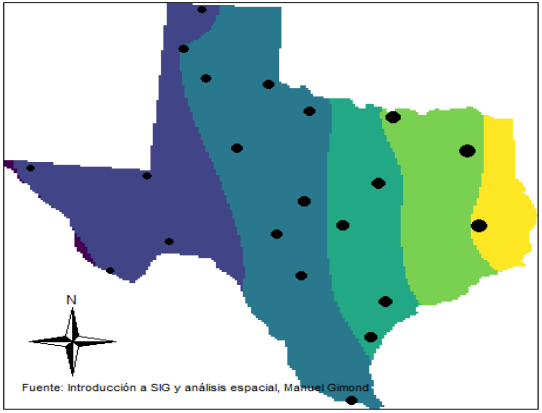 N
Fuente: Introducción a SIG y análisis espacial, Manuel Gimond